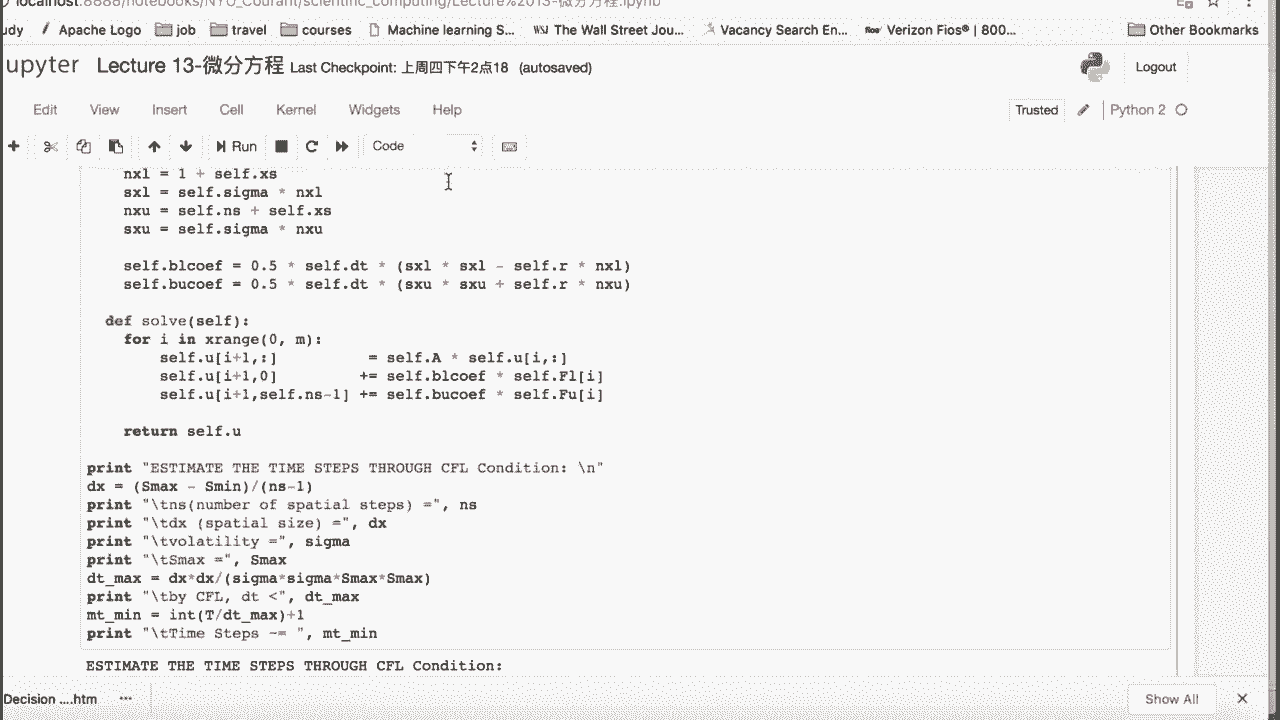 localhost:8888/notebooks/NYU_Courant/scientific_computing/Lecture%2013-微分方程.ipynb
udy Apache Logo job travel courses Machine learning S... WSJ The Wall Street Jou... Vacancy Search En... fios Verizon Fios® | 800... Other Bookmarks
upyter Lecture 13-微分方程 Last Checkpoint: 上周四下午2点18 (autosaved) Logout
Edit View Insert Cell Kernel Widgets Help Trusted Python 2
Run Code
nxl = 1 + self.xs
sxl = self.sigma * nxl
nxu = self.ns + self.xs
sxu = self.sigma * nxu
self.blcoef = 0.5 * self.dt * (sxl * sxl - self.r * nxl)
self.bucoef = 0.5 * self.dt * (sxu * sxu + self.r * nxu)
def solve(self):
for i in xrange(0, m):
self.u[i+1,:] = self.A * self.u[i,:]
self.u[i+1,0] += self.blcoef * self.Fl[i]
self.u[i+1,self.ns-1] += self.bucoef * self.Fu[i]
return self.u
print "ESTIMATE THE TIME STEPS THROUGH CFL Condition: \n"
dx = (Smax - Smin)/(ns-1)
print "\tns(number of spatial steps) =", ns
print "\tdx (spatial size) =", dx
print "\tvolatility =", sigma
print "\tSmax =", Smax
dt_max = dx*dx/(sigma*sigma*Smax*Smax)
print "\tby CFL, dt <", dt_max
mt_min = int(T/dt_max)+1
print "\tTime Steps ~= ", mt_min
ESTIMATE THE TIME STEPS THROUGH CFL Condition:
Decision ....htm Show All